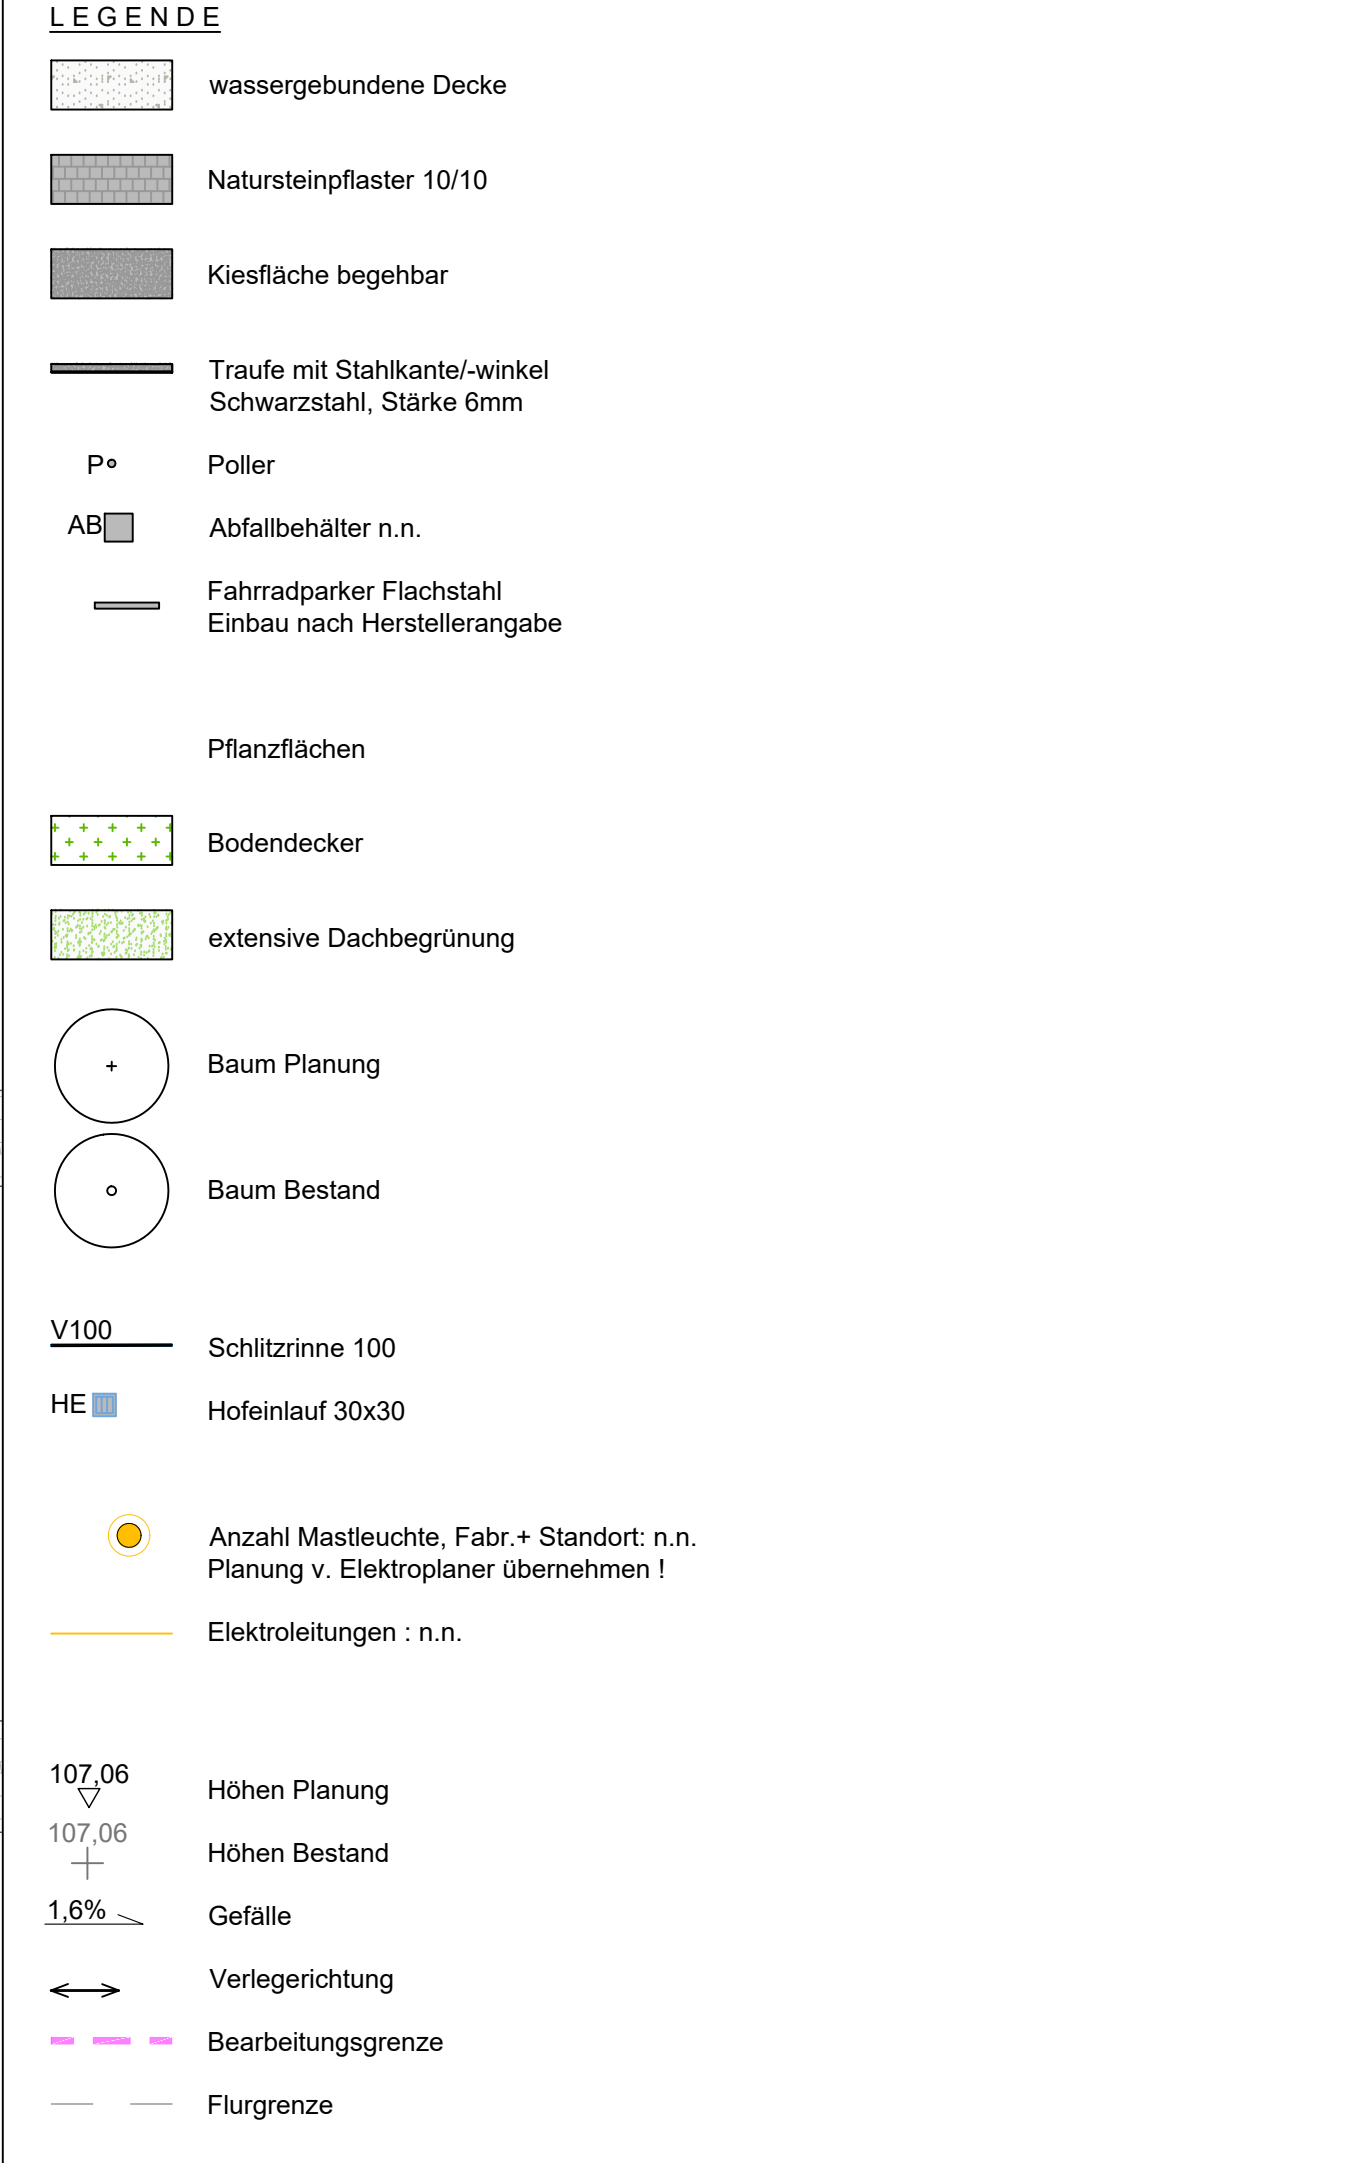 LEGENDE
wassergebundene Decke
Natursteinpflaster 10/10
Kiesfläche begehbar
Traufe mit Stahlkante/-winkel
Schwarzstahl, Stärke 6mm
P Poller
AB Abfallbehälter n.n.
Fahrradparker Flachstahl
Einbau nach Herstellerangabe
Pflanzflächen
Bodendecker
extensive Dachbegrünung
Baum Planung
Baum Bestand
V100 Schlitzrinne 100
HE Hofeinlauf 30x30
Anzahl Mastleuchte, Fabr.+ Standort: n.n.
Planung v. Elektroplaner übernehmen !
Elektroleitungen : n.n.
107,06 Höhen Planung
107,06 Höhen Bestand
1,6% Gefälle
Verlegerichtung
Bearbeitungsgrenze
Flurgrenze